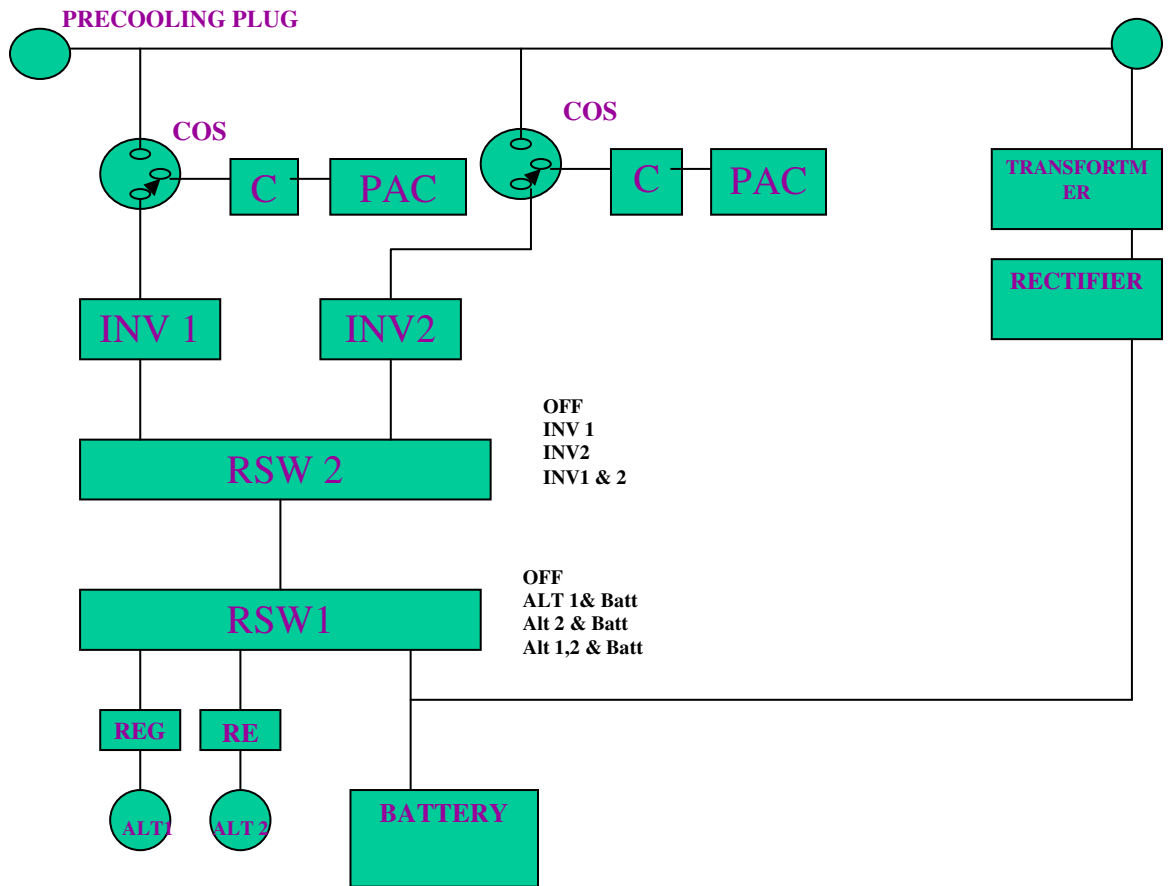 PRECOOLING PLUG
COS
COS
C
PAC
C
PAC
TRANSFORTM
ER
RECTIFIER
INV 1
INV2
OFF
INV 1
INV2
INV1 & 2
RSW 2
OFF
ALT 1& Batt
Alt 2 & Batt
Alt 1,2 & Batt
RSW1
REG
RE
BATTERY
ALT1
ALT 2